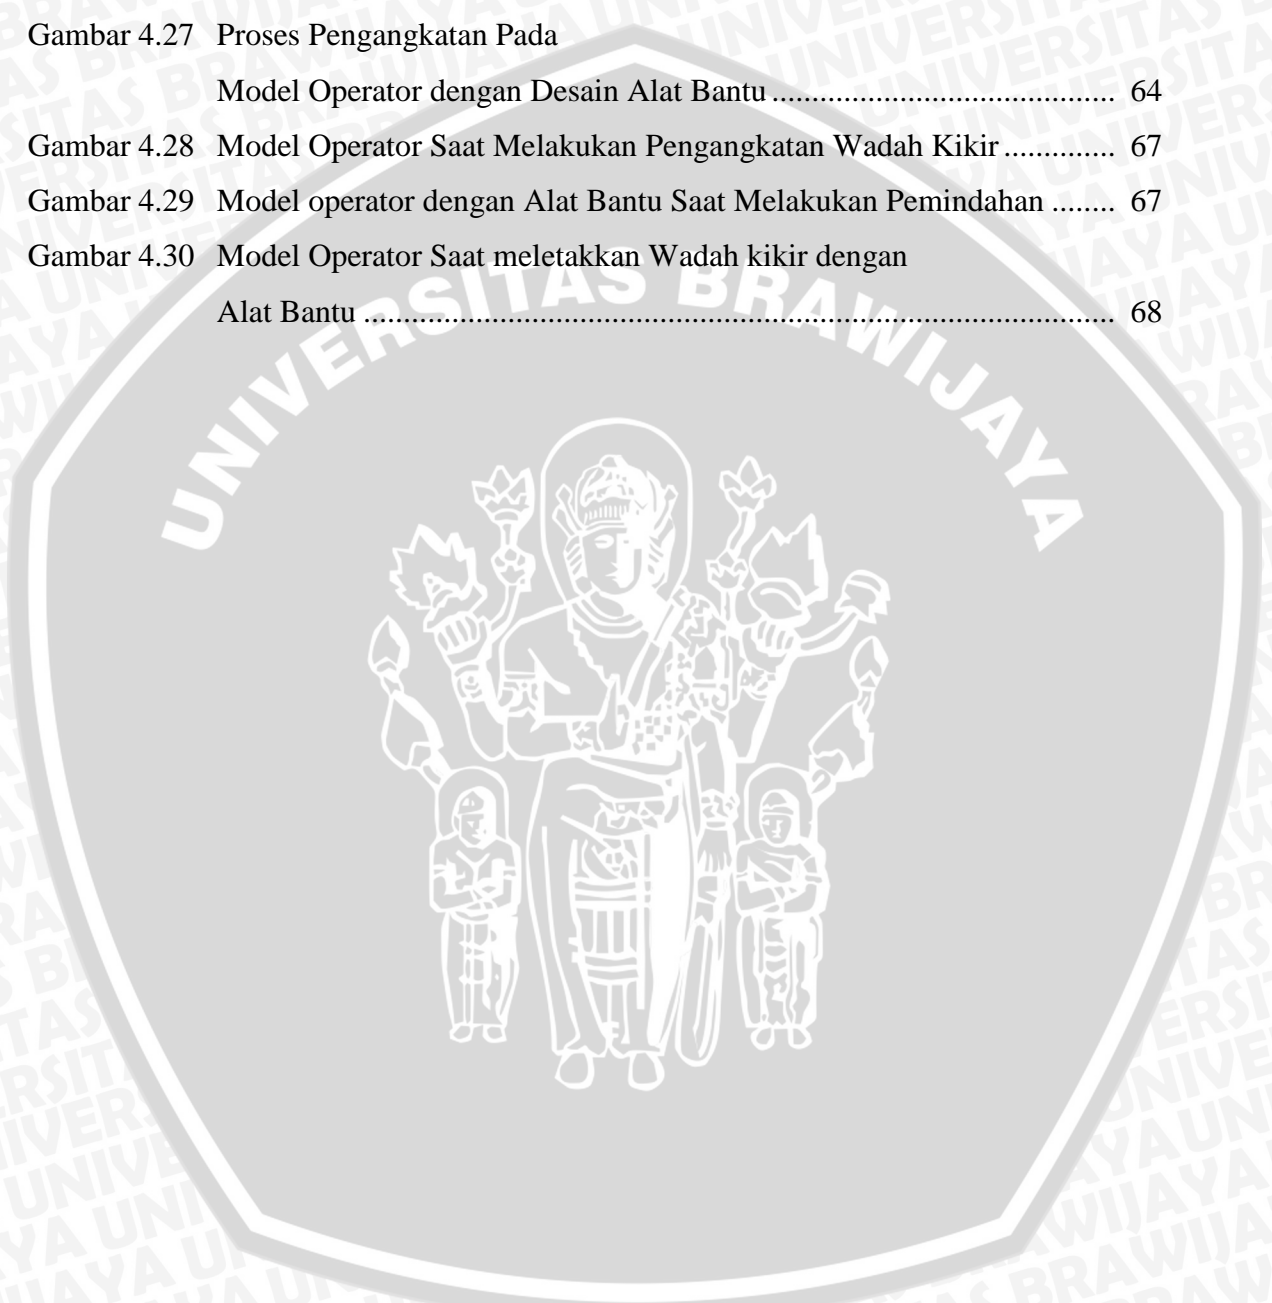 Gambar 4.27 Proses Pengangkatan Pada
Model Operator dengan Desain Alat Bantu ........................................... 64
Gambar 4.28 Model Operator Saat Melakukan Pengangkatan Wadah Kikir .............. 67
Gambar 4.29 Model operator dengan Alat Bantu Saat Melakukan Pemindahan ........ 67
Gambar 4.30 Model Operator Saat meletakkan Wadah kikir dengan
Alat Bantu .............................................................................................. 68
UNIVERSITAS BRAWIJAYA